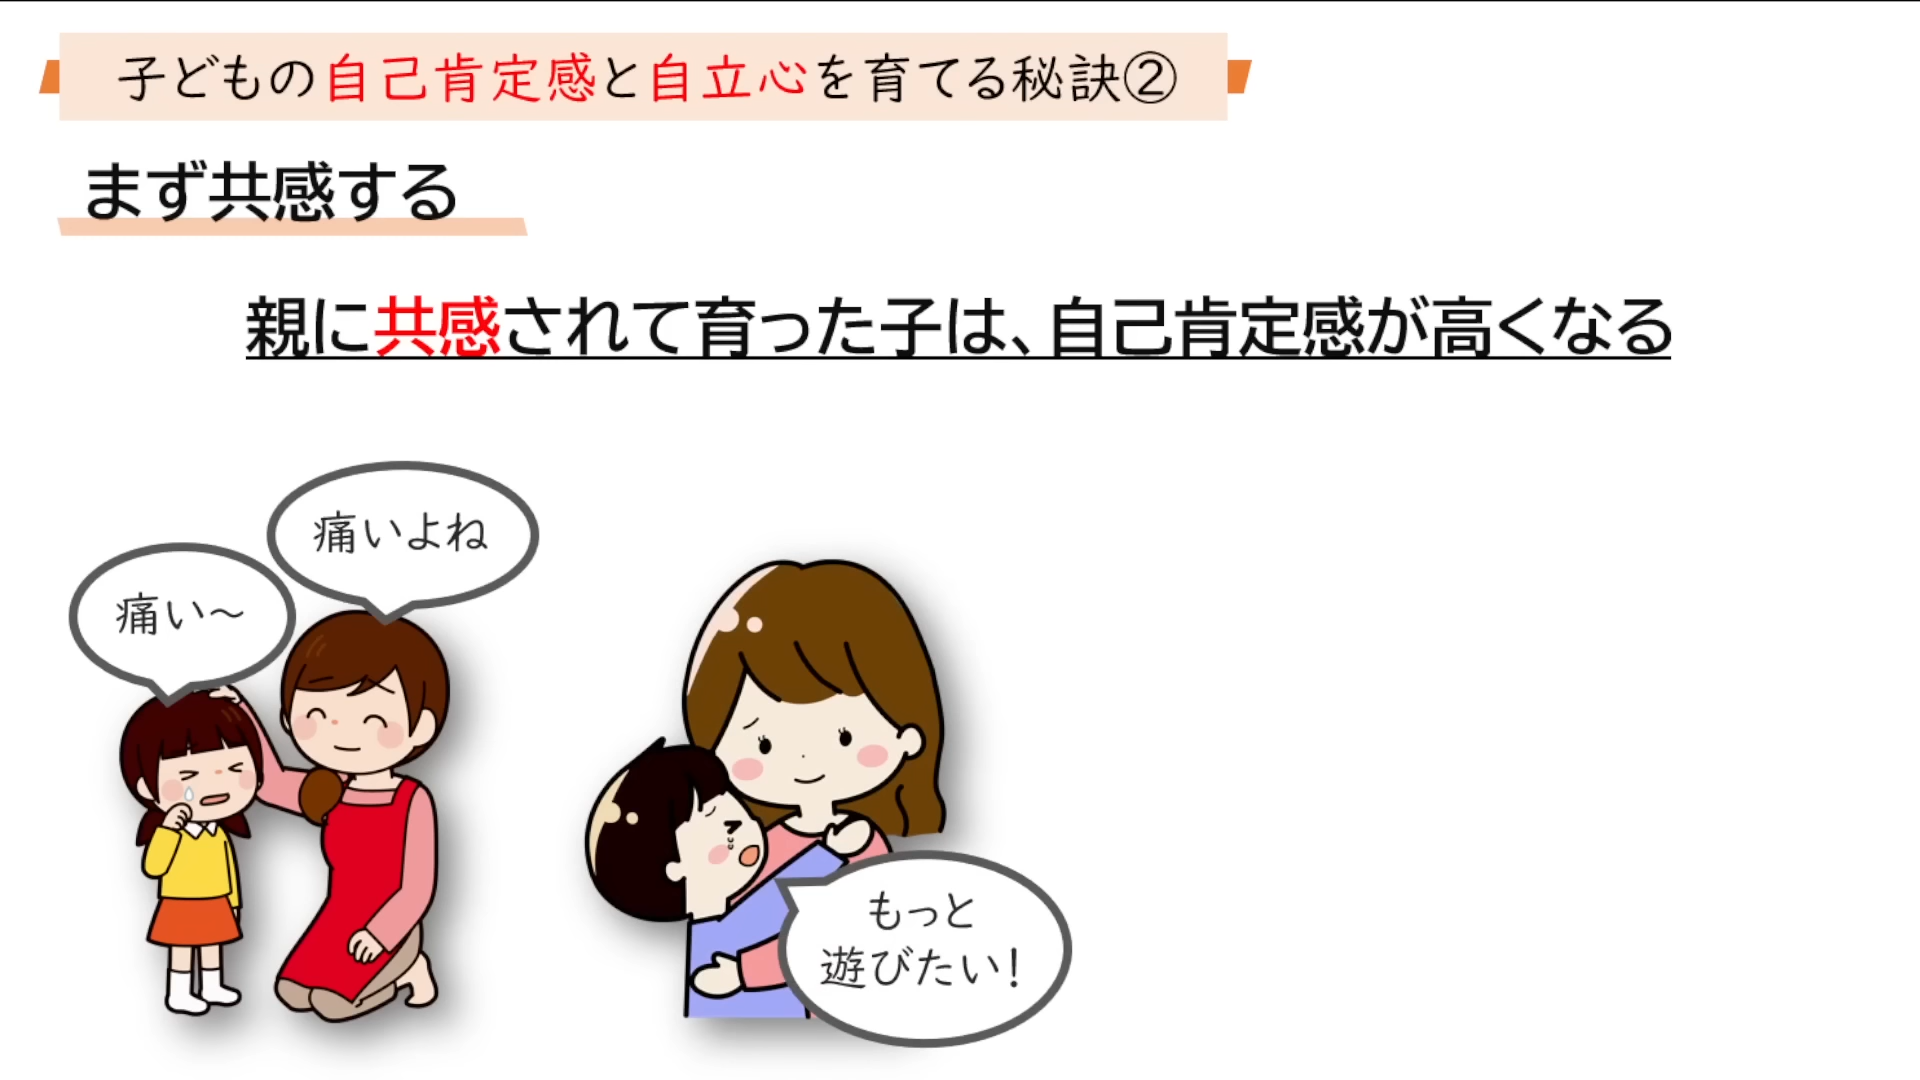 子どもの自己肯定感と自立心を育てる秘訣②
まず共感する
親に共感されて育った子は、自己肯定感が高くなる
痛いよね
痛い～
もっと
遊びたい!